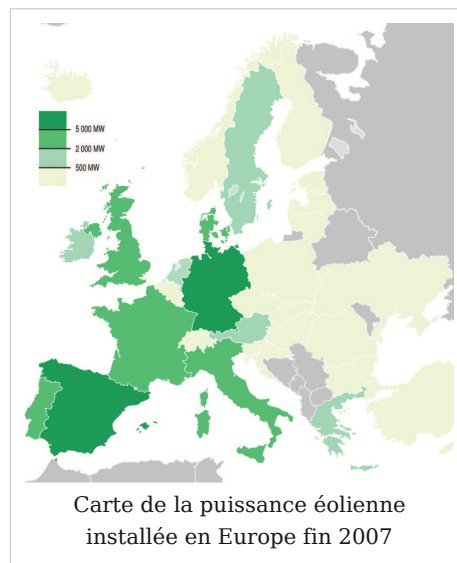 5 000 MW
2 000 MW
500 MW
Carte de la puissance éolienne
installée en Europe fin 2007